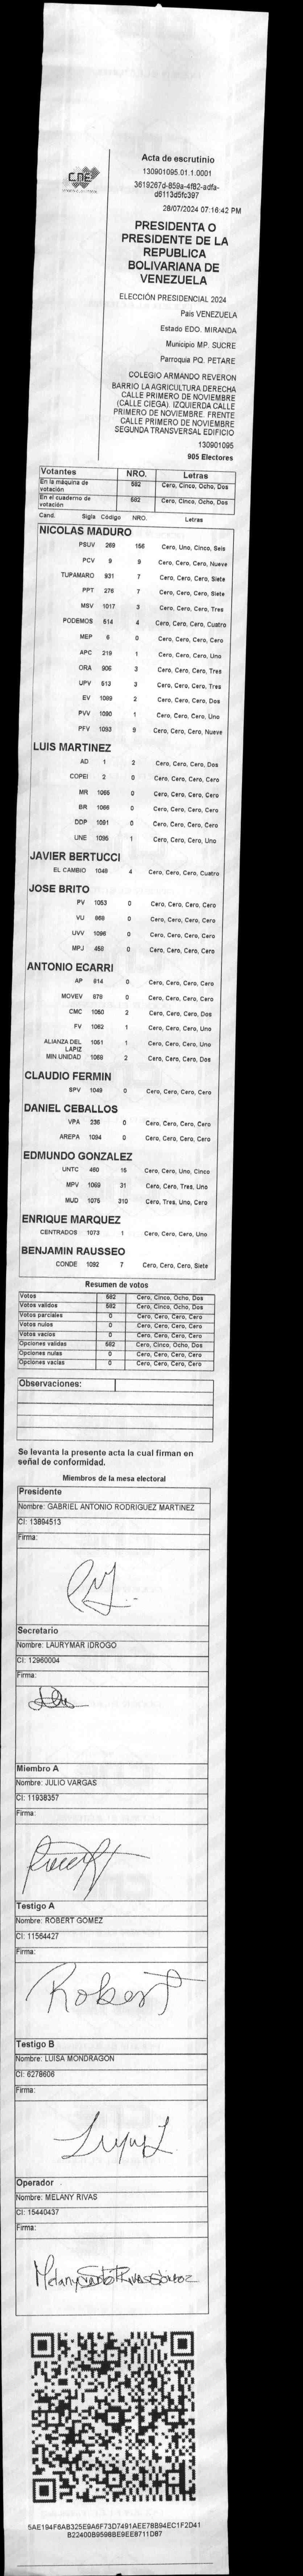 CNE
Acta de escrutinio
130901095.01.1.0001
3619267d-859a-4f82-adfa-
d6113d5fc397
28/07/2024 07:16:42 PM
PRESIDENTA O
PRESIDENTE DE LA
REPUBLICA
BOLIVARIANA DE
VENEZUELA
ELECCIÓN PRESIDENCIAL 2024
País VENEZUELA
Estado EDO. MIRANDA
Municipio MP. SUCRE
Parroquia PQ. PETARE
COLEGIO ARMANDO REVERON
BARRIO LA AGRICULTURA DERECHA
CALLE PRIMERO DE NOVIEMBRE
(CALLE CIEGA). IZQUIERDA CALLE
PRIMERO DE NOVIEMBRE. FRENTE
CALLE PRIMERO DE NOVIEMBRE
SEGUNDA TRANSVERSAL EDIFICIO
130901095
905 Electores
Votantes NRO. Letras
En la máquina de votación 582 Cero, Cinco, Ocho, Dos
En el cuaderno de votación 582 Cero, Cinco, Ocho, Dos
Cand. Sigla Código NRO. Letras
NICOLAS MADURO
PSUV 269 156 Cero, Uno, Cinco, Seis
PCV 9 9 Cero, Cero, Cero, Nueve
TUPAMARO 931 7 Cero, Cero, Cero, Siete
PPT 276 7 Cero, Cero, Cero, Siete
MSV 1017 3 Cero, Cero, Cero, Tres
PODEMOS 514 4 Cero, Cero, Cero, Cuatro
MEP 6 0 Cero, Cero, Cero, Cero
APC 219 1 Cero, Cero, Cero, Uno
ORA 906 3 Cero, Cero, Cero, Tres
UPV 513 3 Cero, Cero, Cero, Tres
EV 1089 2 Cero, Cero, Cero, Dos
PVV 1090 1 Cero, Cero, Cero, Uno
PFV 1093 9 Cero, Cero, Cero, Nueve
LUIS MARTINEZ
AD 1 2 Cero, Cero, Cero, Dos
COPEI 2 0 Cero, Cero, Cero, Cero
MR 1065 0 Cero, Cero, Cero, Cero
BR 1066 0 Cero, Cero, Cero, Cero
DDP 1091 0 Cero, Cero, Cero, Cero
UNE 1095 1 Cero, Cero, Cero, Uno
JAVIER BERTUCCI
EL CAMBIO 1048 4 Cero, Cero, Cero, Cuatro
JOSE BRITO
PV 1053 0 Cero, Cero, Cero, Cero
VU 868 0 Cero, Cero, Cero, Cero
UVV 1096 0 Cero, Cero, Cero, Cero
MPJ 458 0 Cero, Cero, Cero, Cero
ANTONIO ECARRI
AP 614 0 Cero, Cero, Cero, Cero
MOVEV 679 0 Cero, Cero, Cero, Cero
CMC 1050 2 Cero, Cero, Cero, Dos
FV 1062 1 Cero, Cero, Cero, Uno
ALIANZA DEL LAPIZ 1051 1 Cero, Cero, Cero, Uno
MIN UNIDAD 1088 2 Cero, Cero, Cero, Dos
CLAUDIO FERMIN
SPV 1049 0 Cero, Cero, Cero, Cero
DANIEL CEBALLOS
VPA 236 0 Cero, Cero, Cero, Cero
AREPA 1094 0 Cero, Cero, Cero, Cero
EDMUNDO GONZALEZ
UNTC 460 15 Cero, Cero, Uno, Cinco
MPV 1069 31 Cero, Cero, Tres, Uno
MUD 1075 310 Cero, Tres, Uno, Cero
ENRIQUE MARQUEZ
CENTRADOS 1073 1 Cero, Cero, Cero, Uno
BENJAMIN RAUSSEO
CONDE 1092 7 Cero, Cero, Cero, Siete
Resumen de votos
Votos 582 Cero, Cinco, Ocho, Dos
Votos validos 582 Cero, Cinco, Ocho, Dos
Votos parciales 0 Cero, Cero, Cero, Cero
Votos nulos 0 Cero, Cero, Cero, Cero
Votos vacios 0 Cero, Cero, Cero, Cero
Opciones validas 582 Cero, Cinco, Ocho, Dos
Opciones nulas 0 Cero, Cero, Cero, Cero
Opciones vacias 0 Cero, Cero, Cero, Cero
Observaciones:
Se levanta la presente acta la cual firman en
señal de conformidad.
Miembros de la mesa electoral
Presidente
Nombre: GABRIEL ANTONIO RODRIGUEZ MARTINEZ
CI: 13894513
Firma:
Secretario
Nombre: LAURYMAR IDROGO
CI: 12960004
Firma:
Miembro A
Nombre: JULIO VARGAS
CI: 11938357
Firma:
Testigo A
Nombre: ROBERT GOMEZ
CI: 11564427
Firma:
Robert
Testigo B
Nombre: LUISA MONDRAGON
CI: 6278606
Firma:
Operador
Nombre: MELANY RIVAS
CI: 15440437
Firma:
Melany
5AE194F6AB325E9A6F73D7491AEE78B94EC1F2D41
B22400B9598BE9EE8711D87